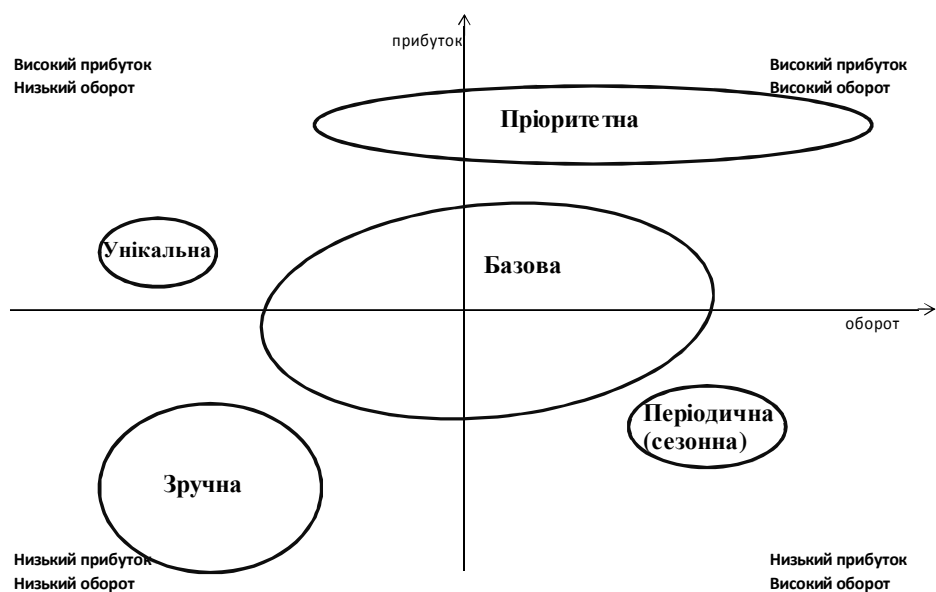 прибуток
Високий прибуток
Низький оборот
Високий прибуток
Високий оборот
Пріоритетна
Унікальна
Базова
оборот
Періодична
(сезонна)
Зручна
Низький прибуток
Низький оборот
Низький прибуток
Високий оборот